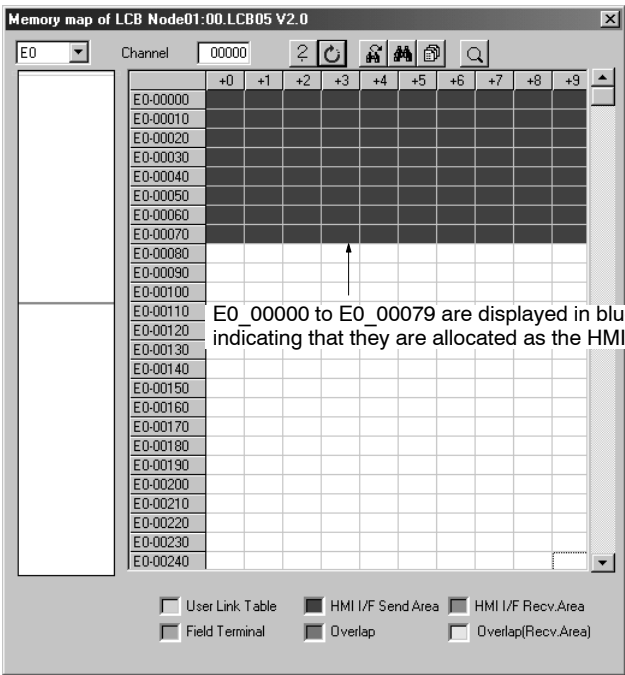 Memory map of LCB Node01:00.LCB05 V2.0
E0 Channel 00000
+0 +1 +2 +3 +4 +5 +6 +7 +8 +9
E0-00000
E0-00010
E0-00020
E0-00030
E0-00040
E0-00050
E0-00060
E0-00070
E0-00080
E0-00090
E0-00100
E0-00110
E0_00000 to E0_00079 are displayed in blu
E0-00120
indicating that they are allocated as the HMI
E0-00130
E0-00140
E0-00150
E0-00160
E0-00170
E0-00180
E0-00190
E0-00200
E0-00210
E0-00220
E0-00230
E0-00240
User Link Table HMI I/F Send Area HMI I/F Recv.Area
Field Terminal Overlap Overlap(Recv.Area)